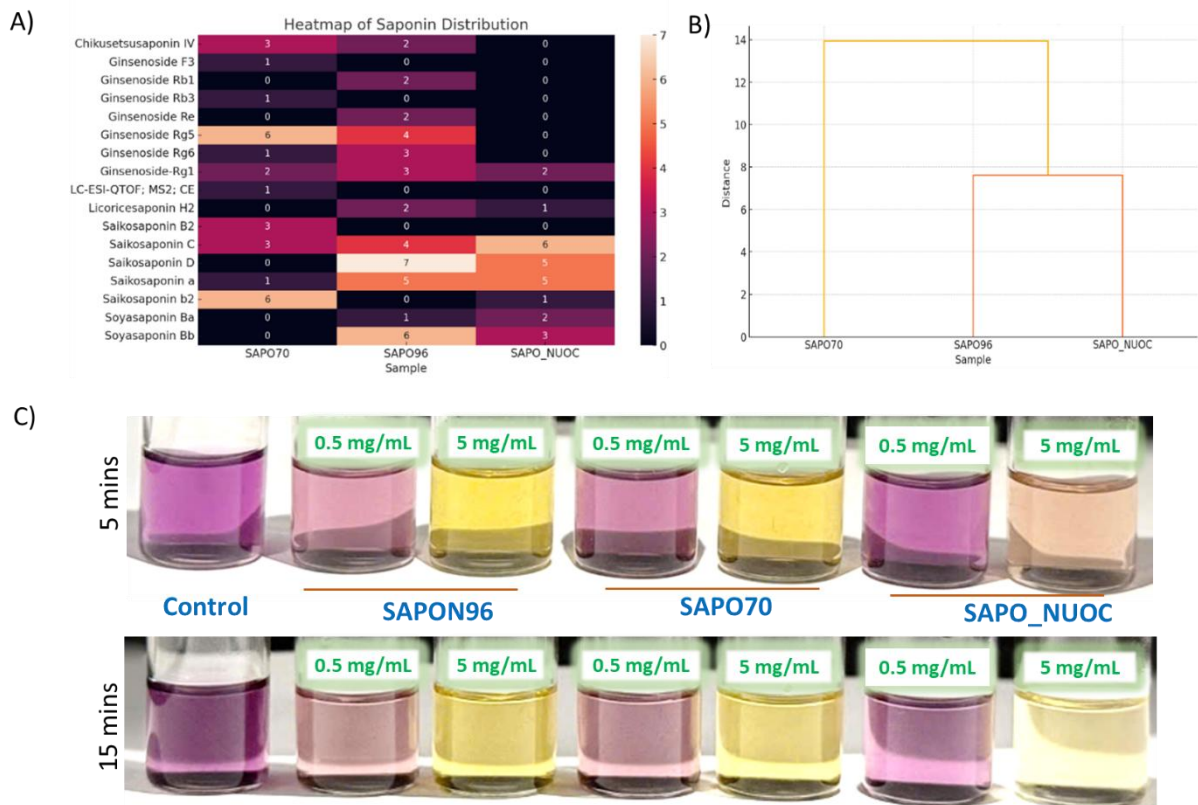 A)
Heatmap of Saponin Distribution
Chikusetsusaponin IV 3 2 0
Ginsenoside F3 1 0 0
Ginsenoside Rb1 0 2 0
Ginsenoside Rb3 1 0 0
Ginsenoside Re 0 2 0
Ginsenoside Rg5 6 4 0
Ginsenoside Rg6 1 3 0
Ginsenoside-Rg1 2 3 2
LC-ESI-QTOF; MS2; CE 1 0 0
Licoricesaponin H2 0 2 1
Saikosaponin B2 3 0 0
Saikosaponin C 3 4 6
Saikosaponin D 0 7 5
Saikosaponin a 1 5 5
Saikosaponin b2 6 0 1
Soyasaponin Ba 0 1 2
Soyasaponin Bb 0 6 3
SAPO70 SAPO96 SAPO_NUOC
Sample
7
6
5
4
3
2
1
0
B)
14
12
10
8
6
4
2
0
Distance
SAPO70 SAPO96 SAPO_NUOC
Sample
C)
5 mins
0.5 mg/mL 5 mg/mL 0.5 mg/mL 5 mg/mL 0.5 mg/mL 5 mg/mL
Control SAPON96 SAPO70 SAPO_NUOC
15 mins
0.5 mg/mL 5 mg/mL 0.5 mg/mL 5 mg/mL 0.5 mg/mL 5 mg/mL